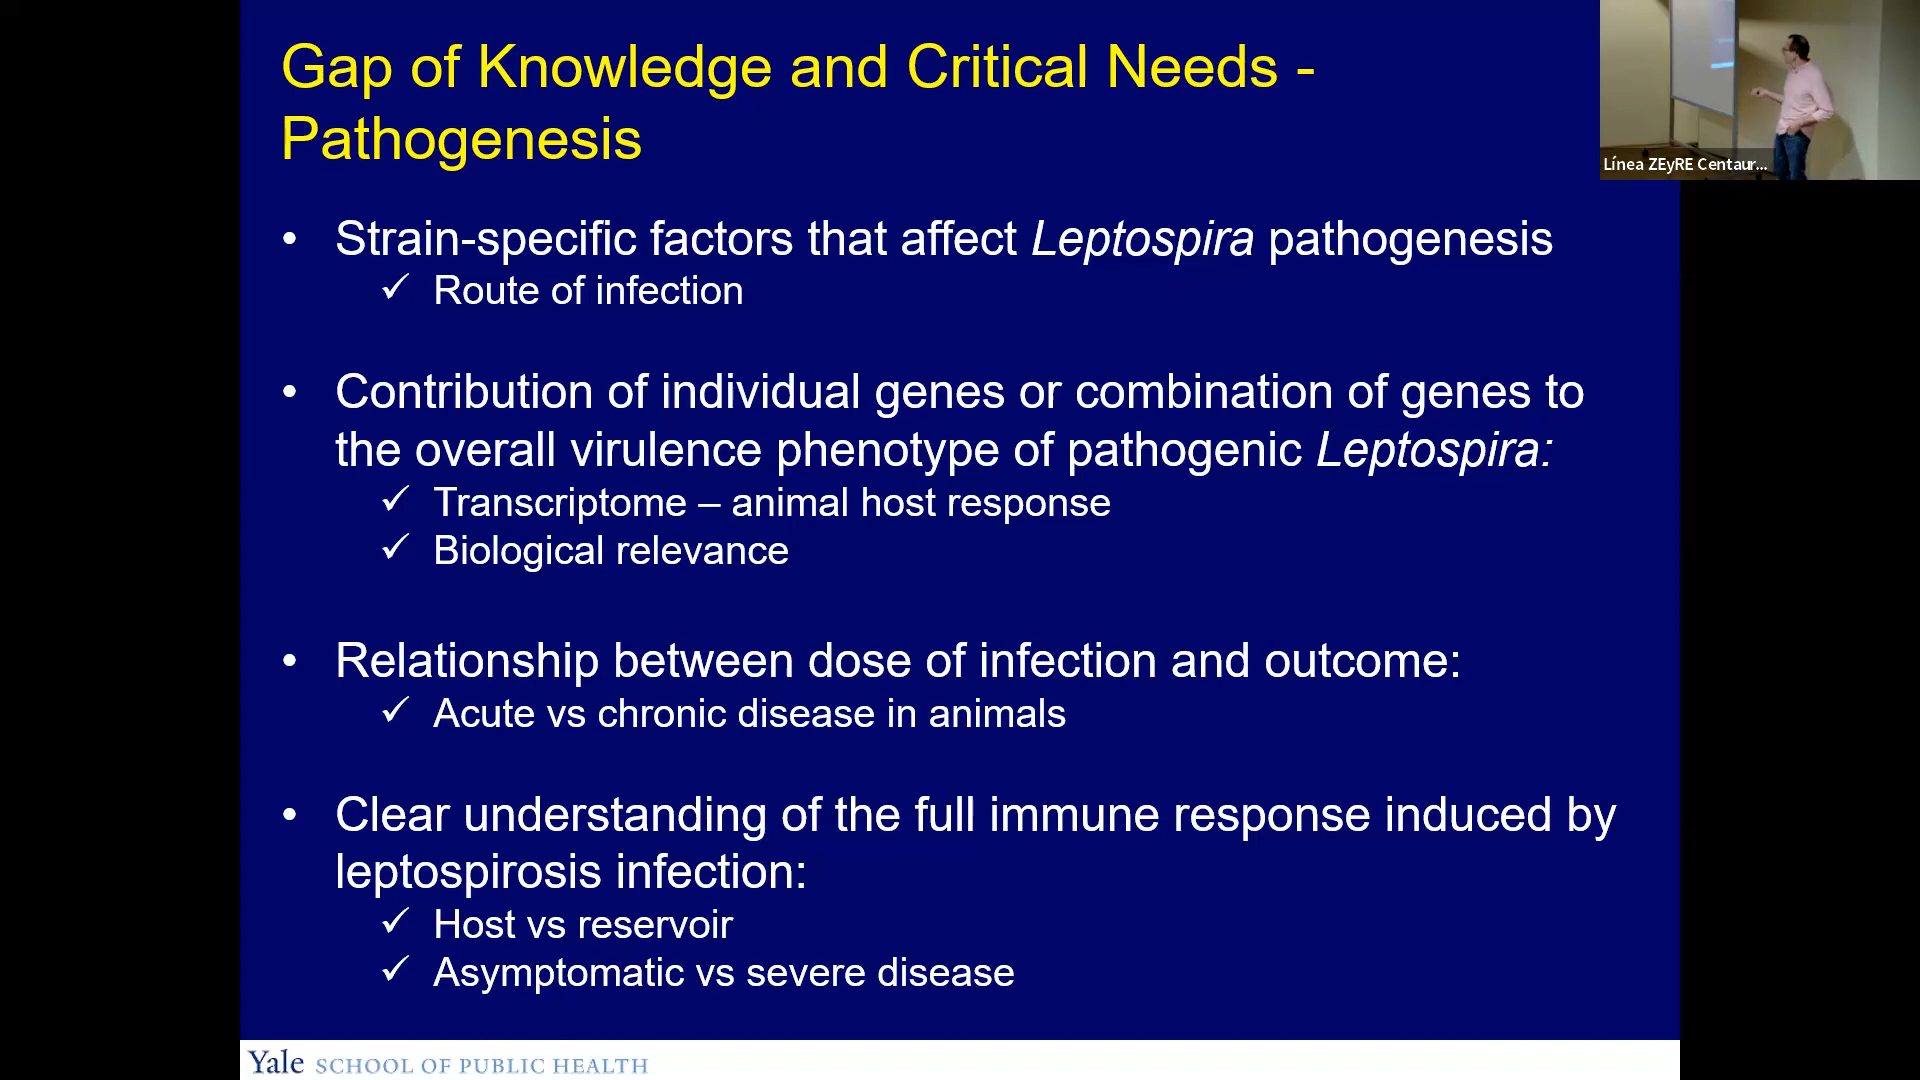 Gap of Knowledge and Critical Needs -
Pathogenesis
Línea ZEyRE Centaur...
• Strain-specific factors that affect Leptospira pathogenesis
✓ Route of infection
• Contribution of individual genes or combination of genes to
the overall virulence phenotype of pathogenic Leptospira:
✓ Transcriptome – animal host response
✓ Biological relevance
• Relationship between dose of infection and outcome:
✓ Acute vs chronic disease in animals
• Clear understanding of the full immune response induced by
leptospirosis infection:
✓ Host vs reservoir
✓ Asymptomatic vs severe disease
Yale SCHOOL OF PUBLIC HEALTH